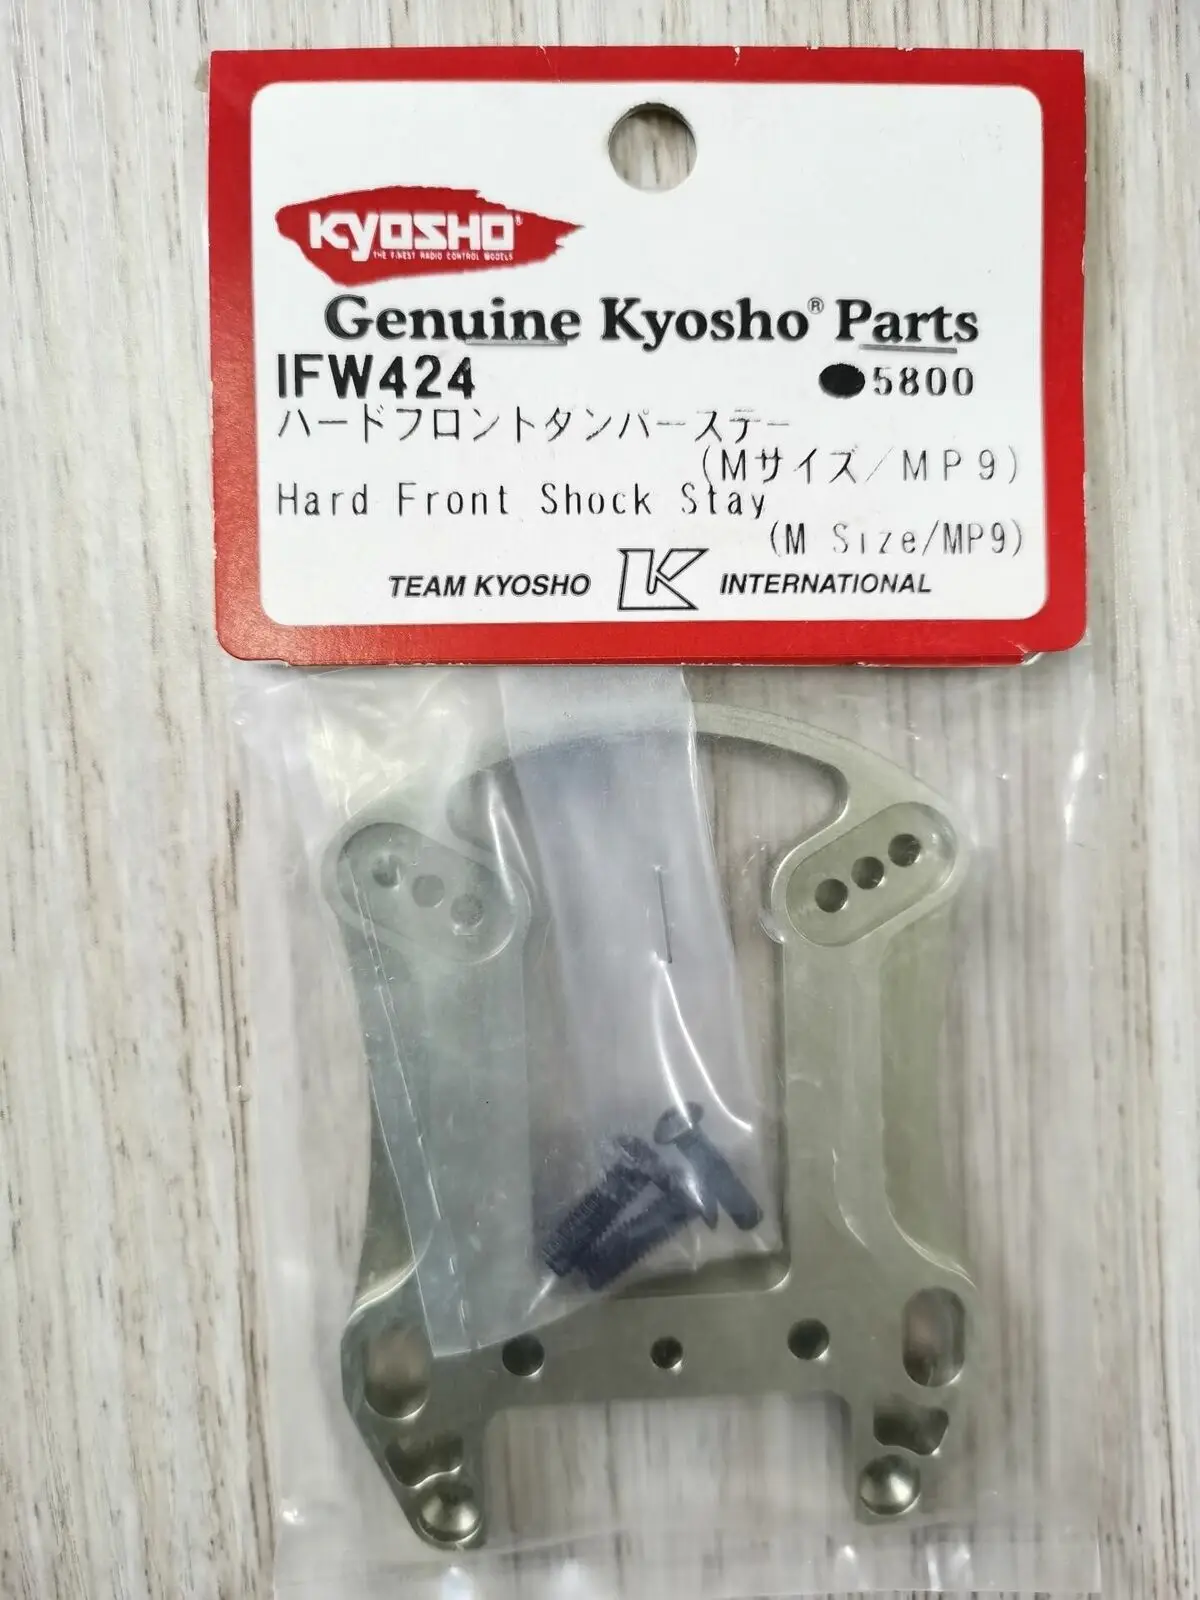 KYOSHO®
THE FINEST RADIO CONTROL MODELS
Genuine Kyosho® Parts
IFW424 ●5800
ハードフロントダンパーステー
(Mサイズ/MP9)
Hard Front Shock Stay
(M Size/MP9)
TEAM KYOSHO K INTERNATIONAL